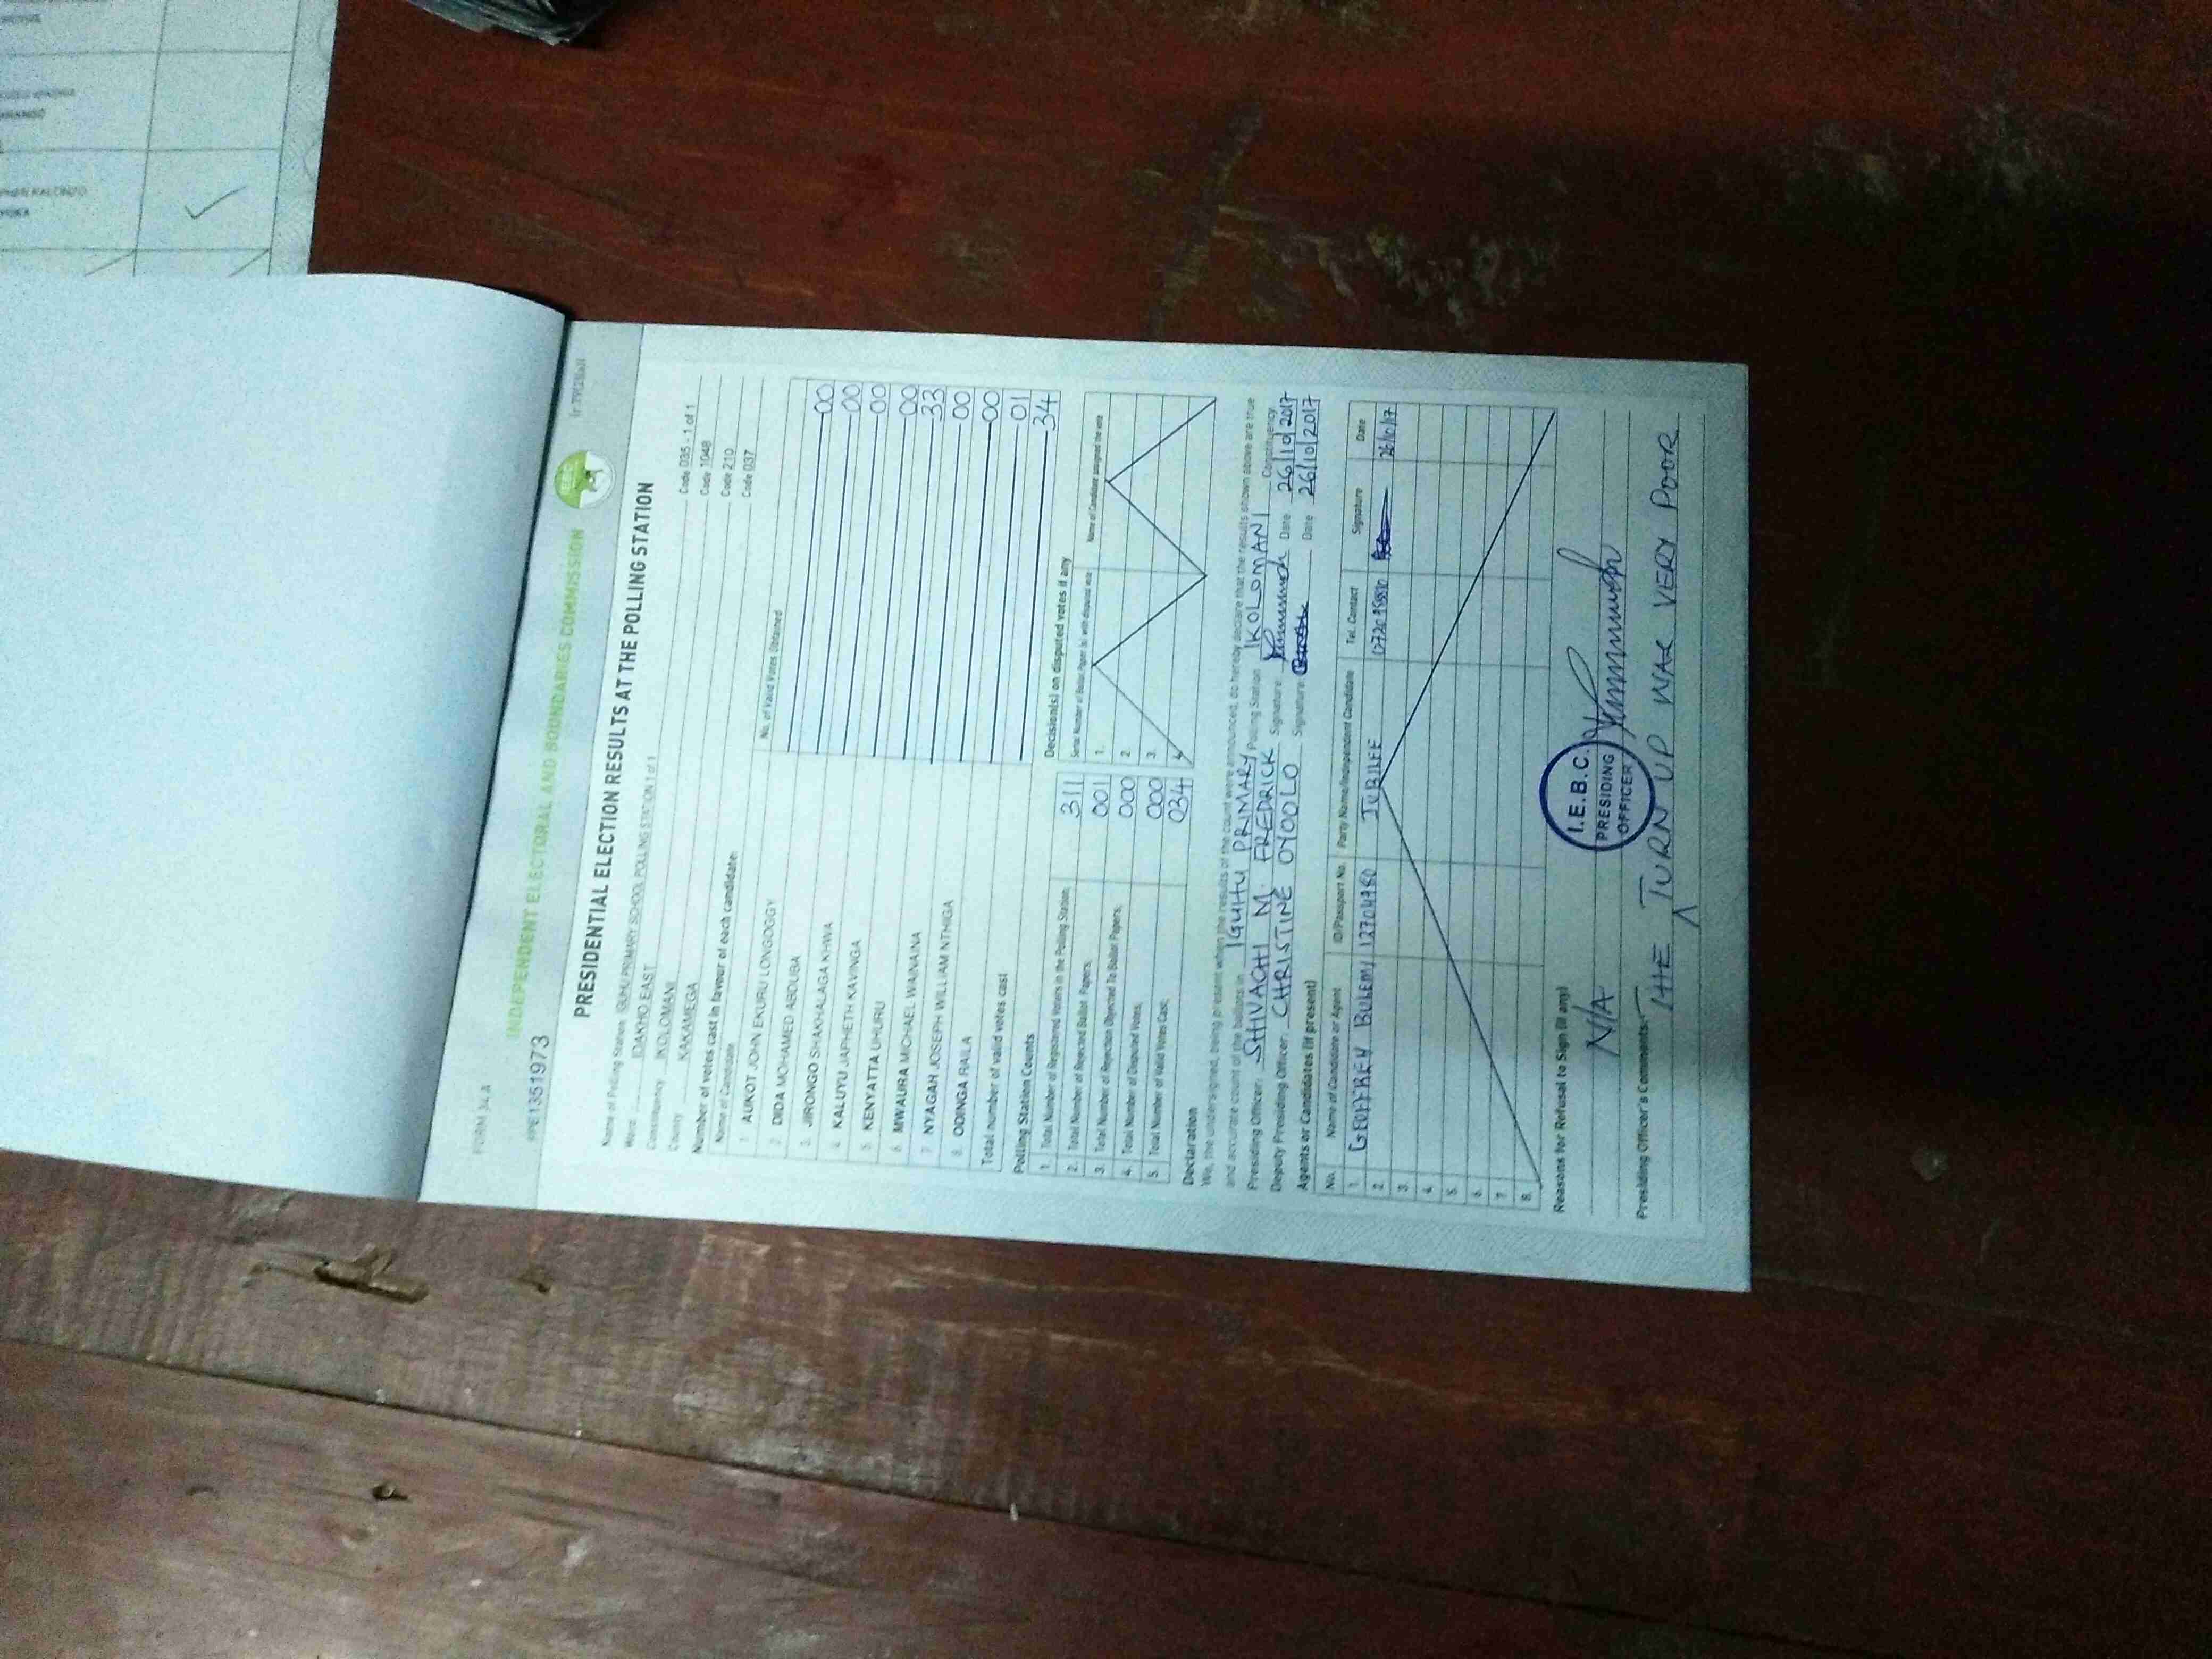 FORM 34 A
INDEPENDENT ELECTORAL AND BOUNDARIES COMMISSION
PRESIDENTIAL ELECTION RESULTS AT THE POLLING STATION
Name of Polling Station IGUHU PRIMARY SCHOOL POLLING STATION 1 of 1 Code 035 - 1 of 1
Ward IDAKHO EAST Code 1048
Constituency IKOLOMANI Code 210
County KAKAMEGA Code 037
Number of votes cast in favour of each candidate:
Name of Candidate No. of Valid Votes Obtained
1. AUKOT JOHN EKURU LONGOGGY 00
2. DIDA MOHAMED ABDUBA 00
3. JIRONGO SHAKHALAGA KHWA 00
4. KALUYU JAPHETH KAVINGA 00
5. KENYATTA UHURU 33
6. MWAURA MICHAEL WAINAINA 00
7. NYAGAH JOSEPH WILLIAM NTHIGA 00
8. ODINGA RAILA 01
Total number of valid votes cast 34
Polling Station Counts
1. Total Number of Registered Voters in the Polling Station 311
2. Total Number of Rejected Ballot Papers. 001
3. Total Number of Rejection Objected To Ballot Papers. 000
4. Total Number of Disputed Votes. 000
5. Total Number of Valid Votes Cast. 034
Decision(s) on disputed votes if any
Serial Number of Ballot Paper (s) with disputed vote Name of Candidate assigned the vote
1.
2.
3.
4.
Declaration
We, the undersigned, being present when the results of the count were announced, do hereby declare that the results shown above are true
and accurate count of the ballots in IGUHU PRIMARY Polling Station IKOLOMANI Constituency
Presiding Officer: SHIVACHI M. FREDRICK Signature: Date 26/10/2017
Deputy Presiding Officer: CHRISTINE OYOOLO Signature: Date 26/10/2017
Agents or Candidates (if present)
No. Name of Candidate or Agent ID/Passport No. Party Name/Independent Candidate Tel. Contact Signature Date
1. GEOFFREY BULEMI JUBILEE 26/10/17
2.
3.
4.
5.
6.
7.
8.
Reasons for Refusal to Sign (if any)
N/A
I.E.B.C.
PRESIDING
OFFICER
Presiding Officer's Comments:
THE TURN UP WAS VERY POOR